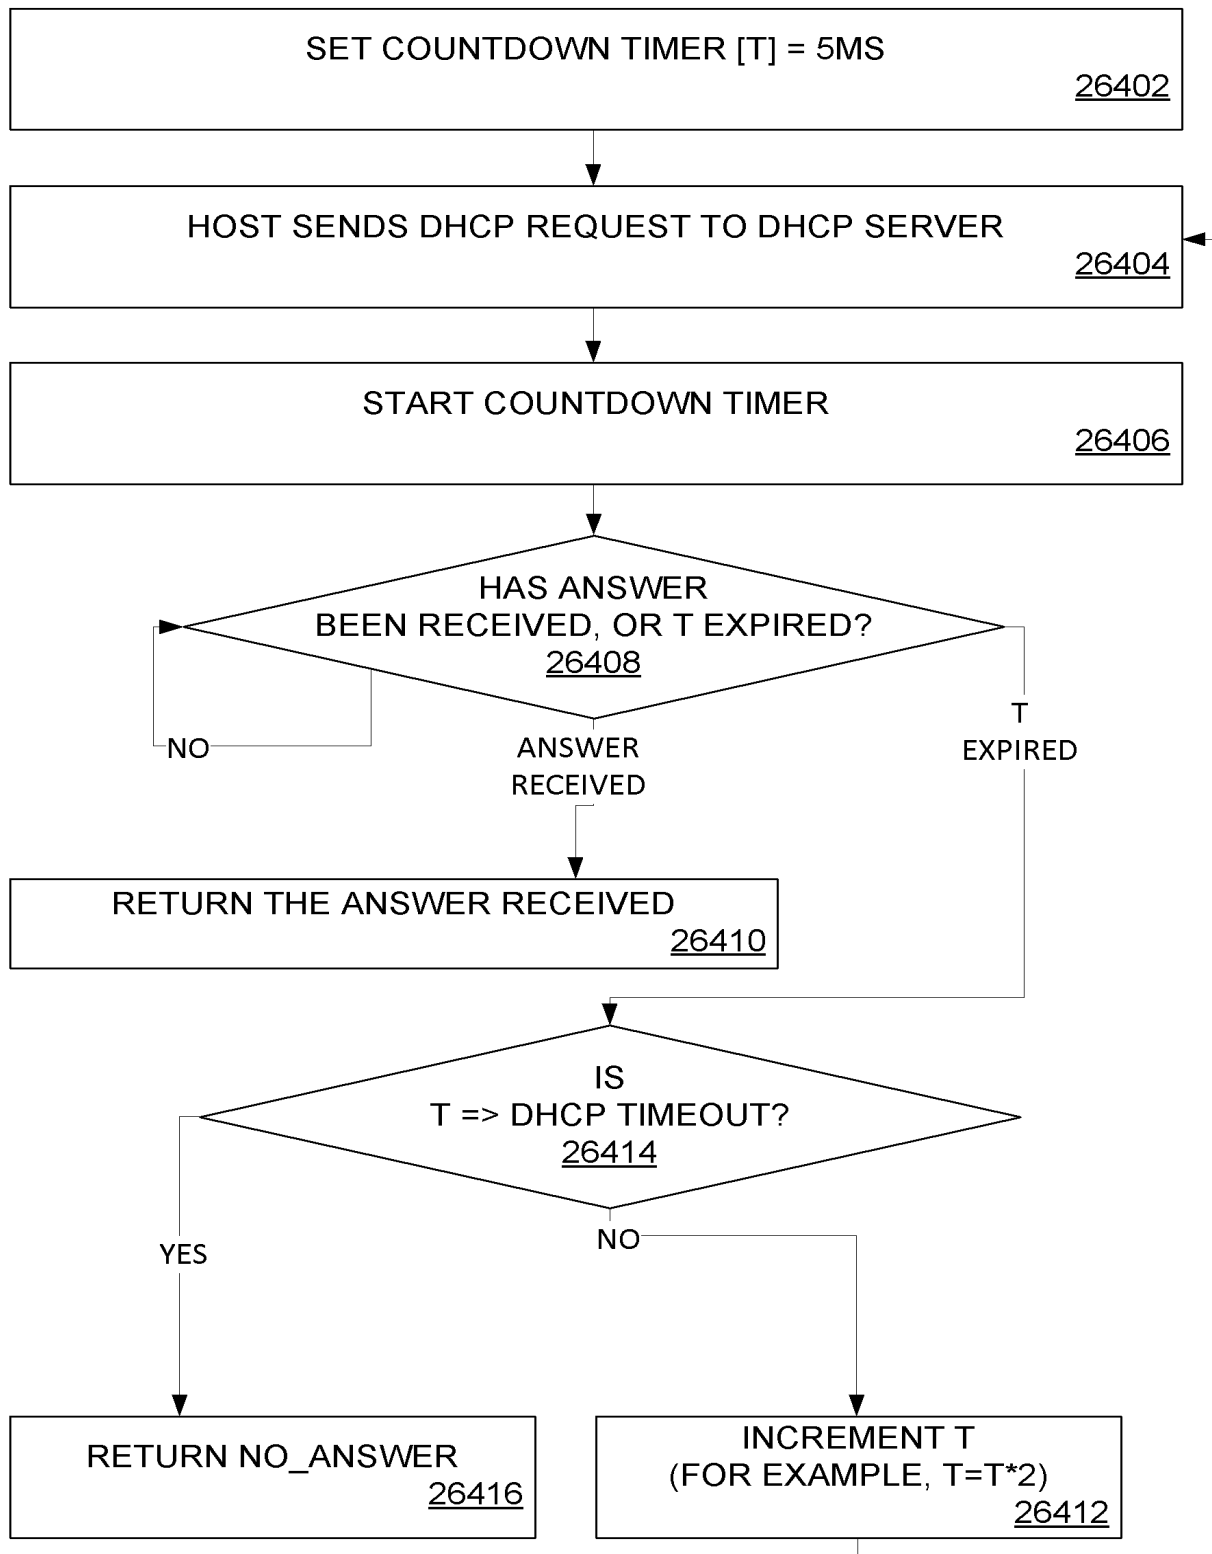 SET COUNTDOWN TIMER [T] = 5MS
26402
HOST SENDS DHCP REQUEST TO DHCP SERVER
26404
START COUNTDOWN TIMER
26406
HAS ANSWER
BEEN RECEIVED, OR T EXPIRED?
26408
NO
ANSWER
RECEIVED
T
EXPIRED
RETURN THE ANSWER RECEIVED
26410
IS
T => DHCP TIMEOUT?
26414
YES
NO
RETURN NO_ANSWER
26416
INCREMENT T
(FOR EXAMPLE, T=T*2)
26412